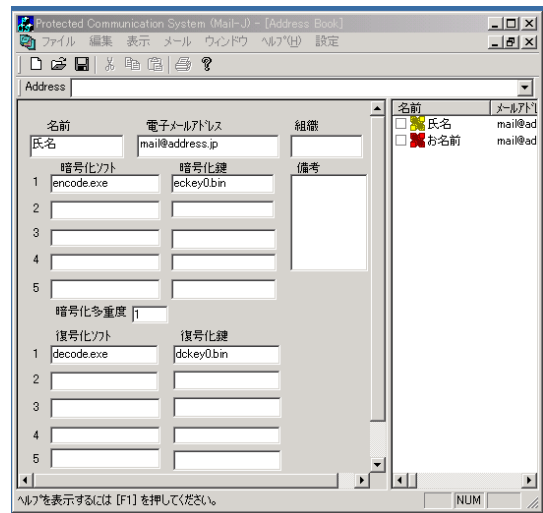 Protected Communication System (Mail-J) - [Address Book]
ファイル 編集 表示 メール ウィンドウ ヘルプ(H) 設定
Address
名前 電子メールアドレス 組織
氏名 mail@address.jp
暗号化ソフト 暗号化鍵 備考
1 encode.exe eckey0.bin
2
3
4
5
暗号化多重度 1
復号化ソフト 復号化鍵
1 decode.exe dckey0.bin
2
3
4
5
名前 メールアド
氏名 mail@ad
お名前 mail@ad
ヘルプを表示するには [F1] を押してください。 NUM